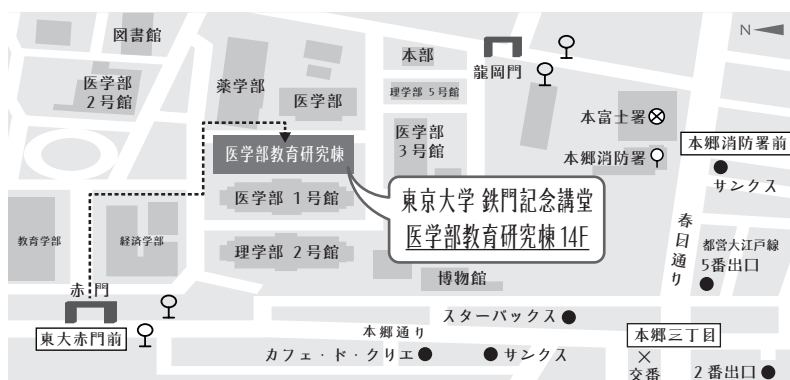 図書館
医学部
2号館
薬学部
医学部
本部
理学部 5号館
龍岡門
N
医学部
3号館
本富士署
本郷消防署
本郷消防署前
サンクス
医学部教育研究棟
東京大学 鉄門記念講堂
医学部教育研究棟 14F
医学部 1号館
理学部 2号館
教育学部
経済学部
博物館
春日通り
都営大江戸線
5番出口
赤門
東大赤門前
本郷通り
スターバックス
カフェ・ド・クリエ
サンクス
本郷三丁目
交番
2番出口